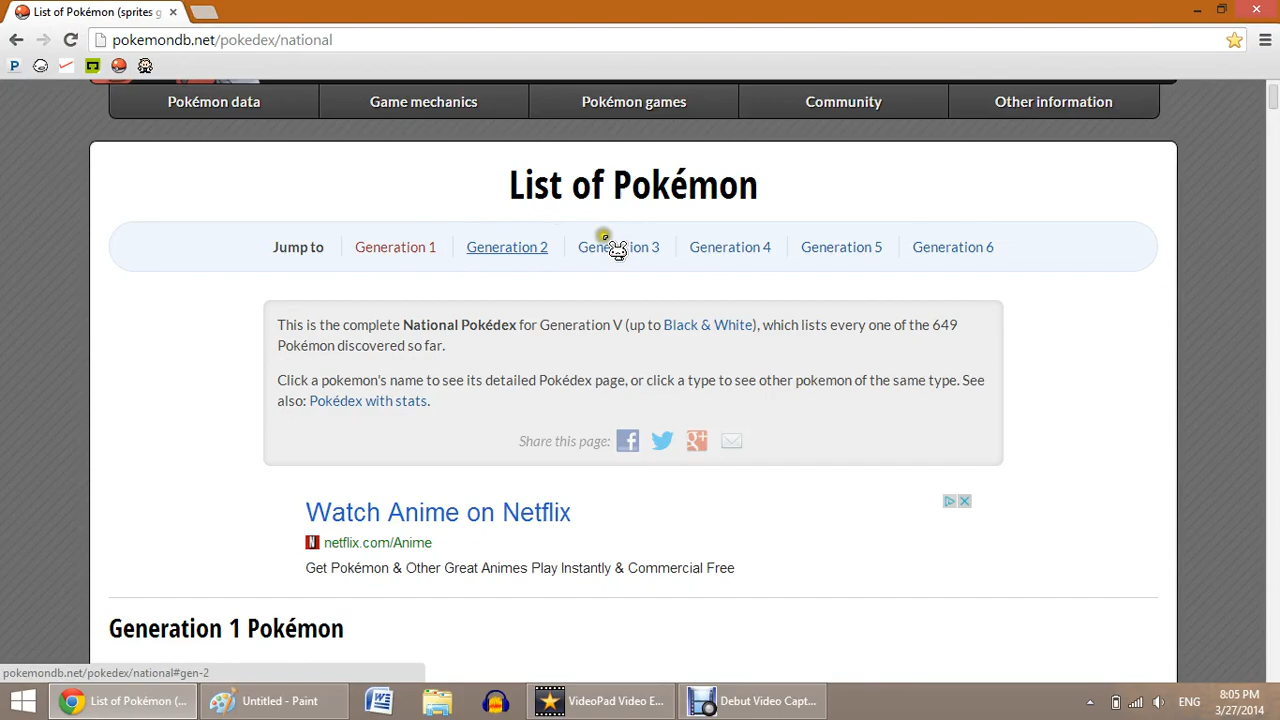 List of Pokémon (sprites g
pokemondb.net/pokedex/national
Pokémon data Game mechanics Pokémon games Community Other information
List of Pokémon
Jump to Generation 1 Generation 2 Generation 4 Generation 5 Generation 6
This is the complete National Pokédex for Generation V (up to Black & White), which lists every one of the 649
Pokémon discovered so far.
Click a pokemon's name to see its detailed Pokédex page, or click a type to see other pokemon of the same type. See
also: Pokédex with stats.
Share this page:
Watch Anime on Netflix
netflix.com/Anime
Get Pokémon & Other Great Animes Play Instantly & Commercial Free
Generation 1 Pokémon
pokemondb.net/pokedex/national#gen-2
List of Pokémon (... Untitled - Paint VideoPad Video E... Debut Video Capt... ENG 8:05 PM
3/27/2014